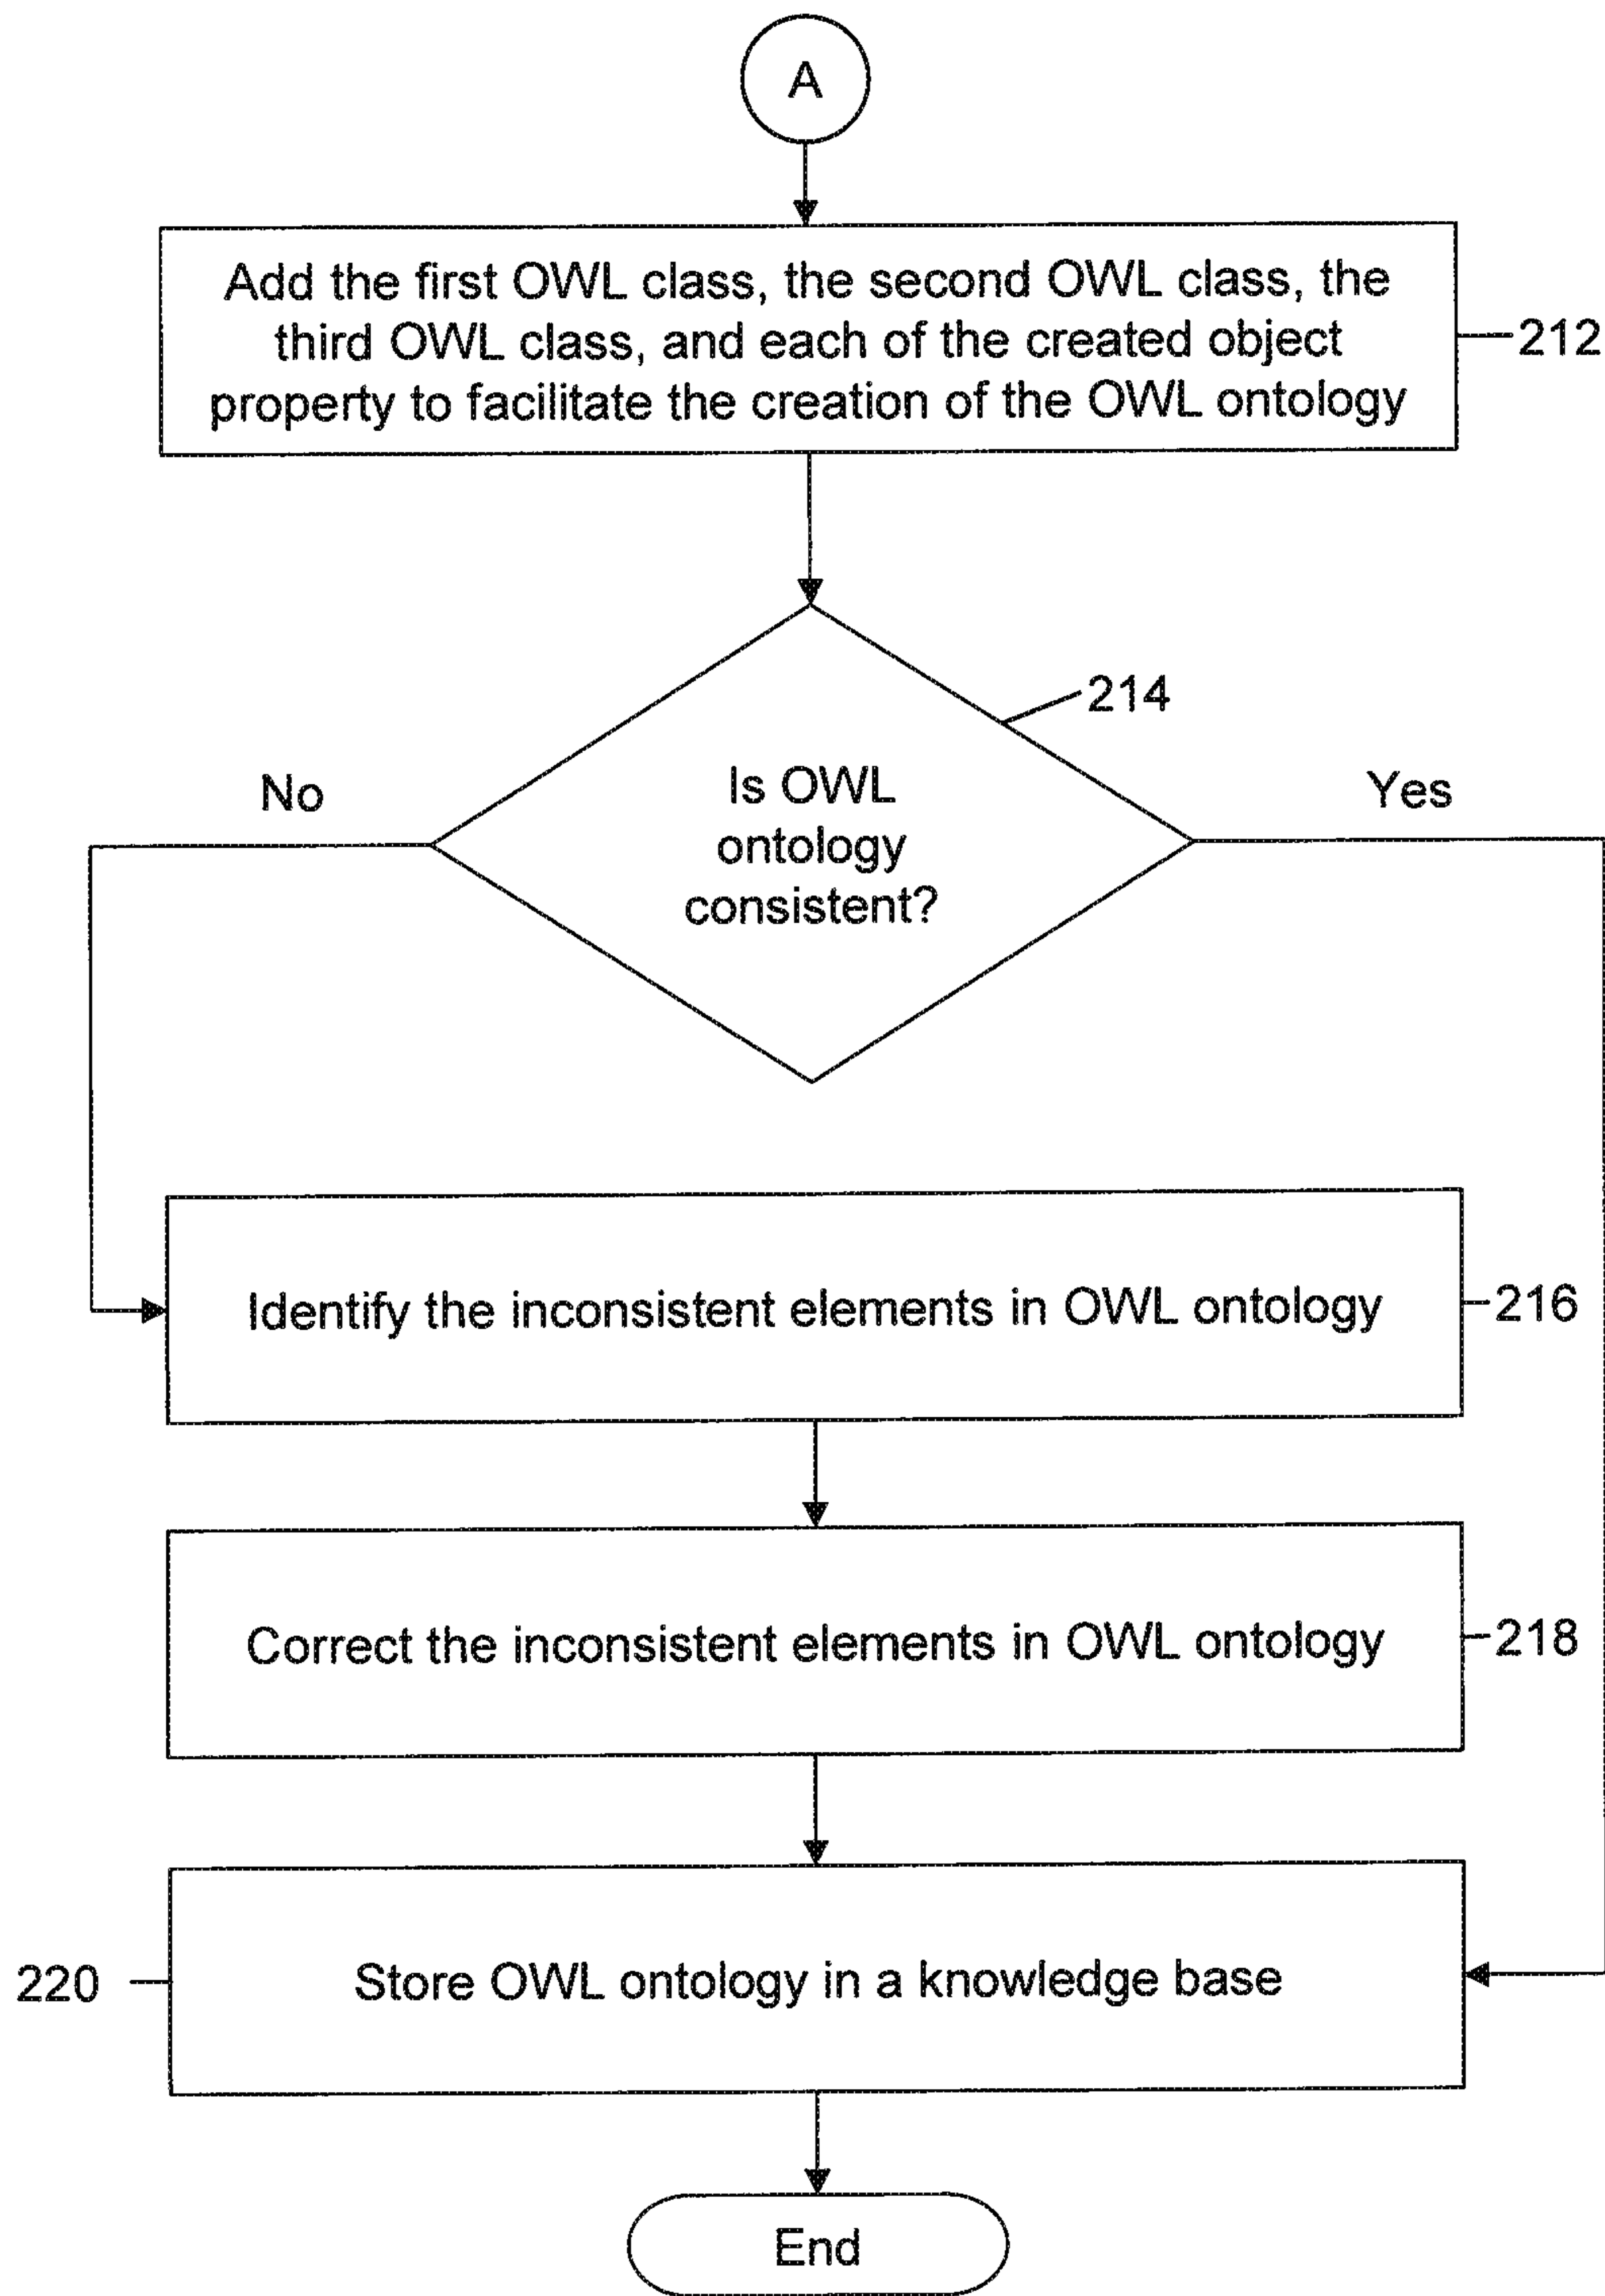 A
Add the first OWL class, the second OWL class, the
third OWL class, and each of the created object
property to facilitate the creation of the OWL ontology
212
214
Is OWL
ontology
consistent?
No
Yes
Identify the inconsistent elements in OWL ontology
216
Correct the inconsistent elements in OWL ontology
218
220
Store OWL ontology in a knowledge base
End